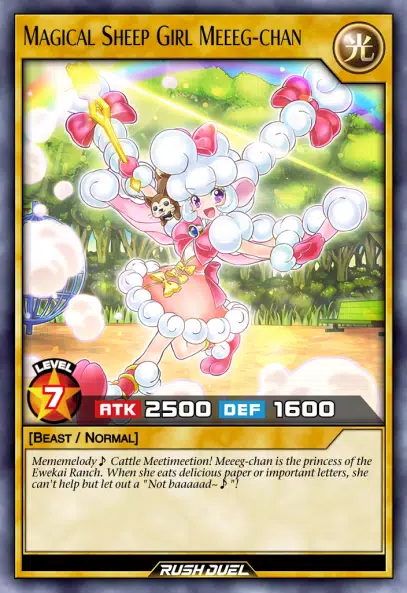 MAGICAL SHEEP GIRL MEEEG-CHAN
光
LEVEL
7
ATK 2500 DEF 1600
[BEAST / NORMAL]
Mememelody♪ Cattle Meetimeetion! Meeeg-chan is the princess of the
Ewekai Ranch. When she eats delicious paper or important letters, she
can't help but let out a "Not baaaaad~♪"!
RUSH DUEL